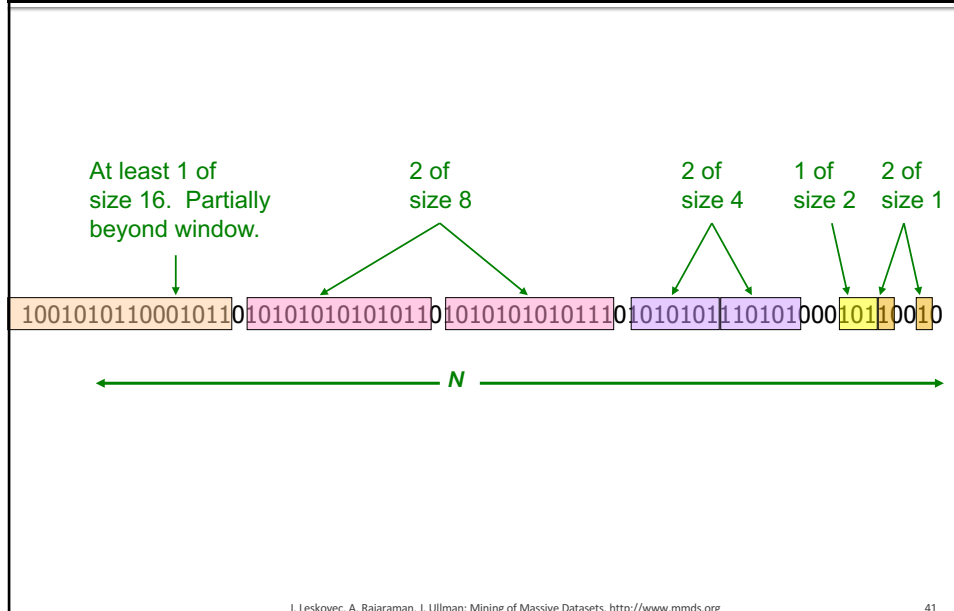 At least 1 of
size 16. Partially
beyond window.
2 of
size 8
2 of
size 4
1 of
size 2
2 of
size 1
1001010110001011010101010101011010101010101110101010111010100010110010
N
J. Leskovec, A. Rajaraman, J. Ullman: Mining of Massive Datasets, http://www.mmds.org
41